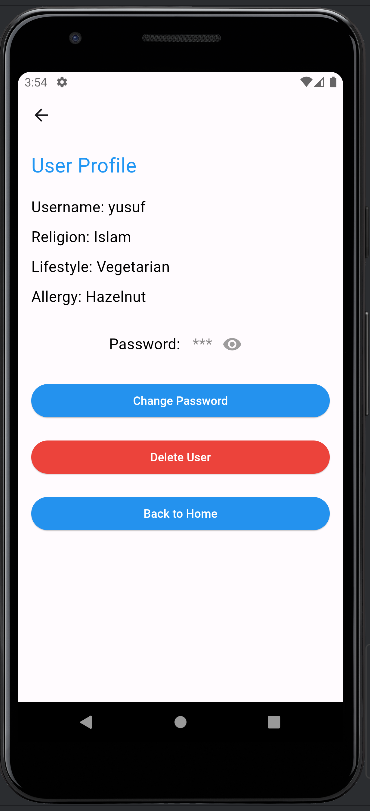 3:54
User Profile
Username: yusuf
Religion: Islam
Lifestyle: Vegetarian
Allergy: Hazelnut
Password: ***
Change Password
Delete User
Back to Home